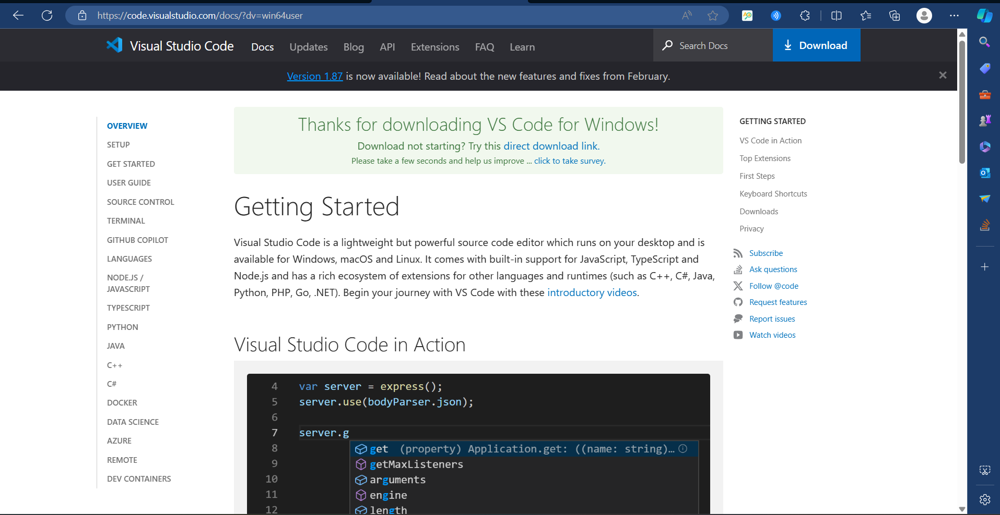 https://code.visualstudio.com/docs/?dv=win64user
Visual Studio Code
Docs
Updates
Blog
API
Extensions
FAQ
Learn
Search Docs
Download
Version 1.87 is now available! Read about the new features and fixes from February.
OVERVIEW
SETUP
GET STARTED
USER GUIDE
SOURCE CONTROL
TERMINAL
GITHUB COPILOT
LANGUAGES
NODE.JS /
JAVASCRIPT
TYPESCRIPT
PYTHON
JAVA
C++
C#
DOCKER
DATA SCIENCE
AZURE
REMOTE
DEV CONTAINERS
Thanks for downloading VS Code for Windows!
Download not starting? Try this direct download link.
Please take a few seconds and help us improve ... click to take survey.
Getting Started
Visual Studio Code is a lightweight but powerful source code editor which runs on your desktop and is
available for Windows, macOS and Linux. It comes with built-in support for JavaScript, TypeScript and
Node.js and has a rich ecosystem of extensions for other languages and runtimes (such as C++, C#, Java,
Python, PHP, Go, .NET). Begin your journey with VS Code with these introductory videos.
Visual Studio Code in Action
4 var server = express();
5 server.use(bodyParser.json);
6
7 server.g
8 get (property) Application.get: ((name: string)...
9 getMaxListeners
10 arguments
11 engine
12 length
GETTING STARTED
VS Code in Action
Top Extensions
First Steps
Keyboard Shortcuts
Downloads
Privacy
Subscribe
Ask questions
Follow @code
Request features
Report issues
Watch videos